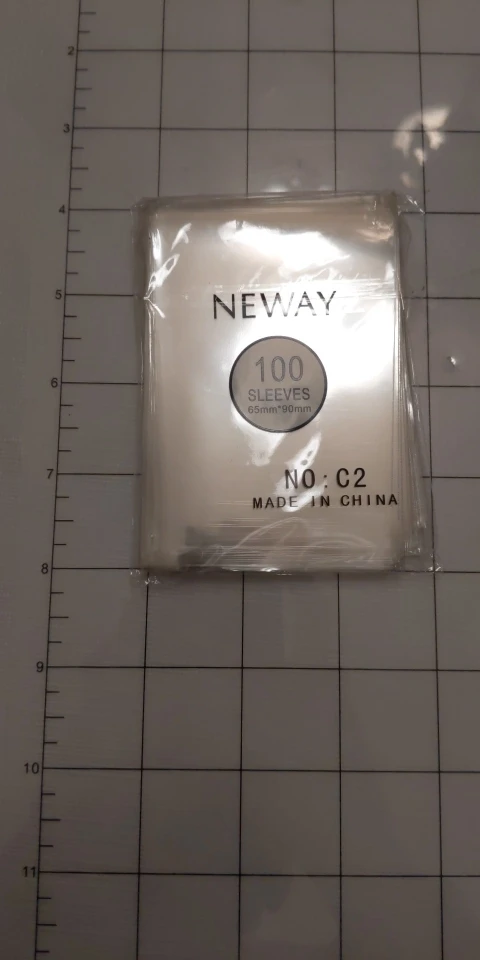 2
3
4
5
6
7
8
9
10
11
NEWAY
100
SLEEVES
65mm*90mm
NO:C2
MADE IN CHINA